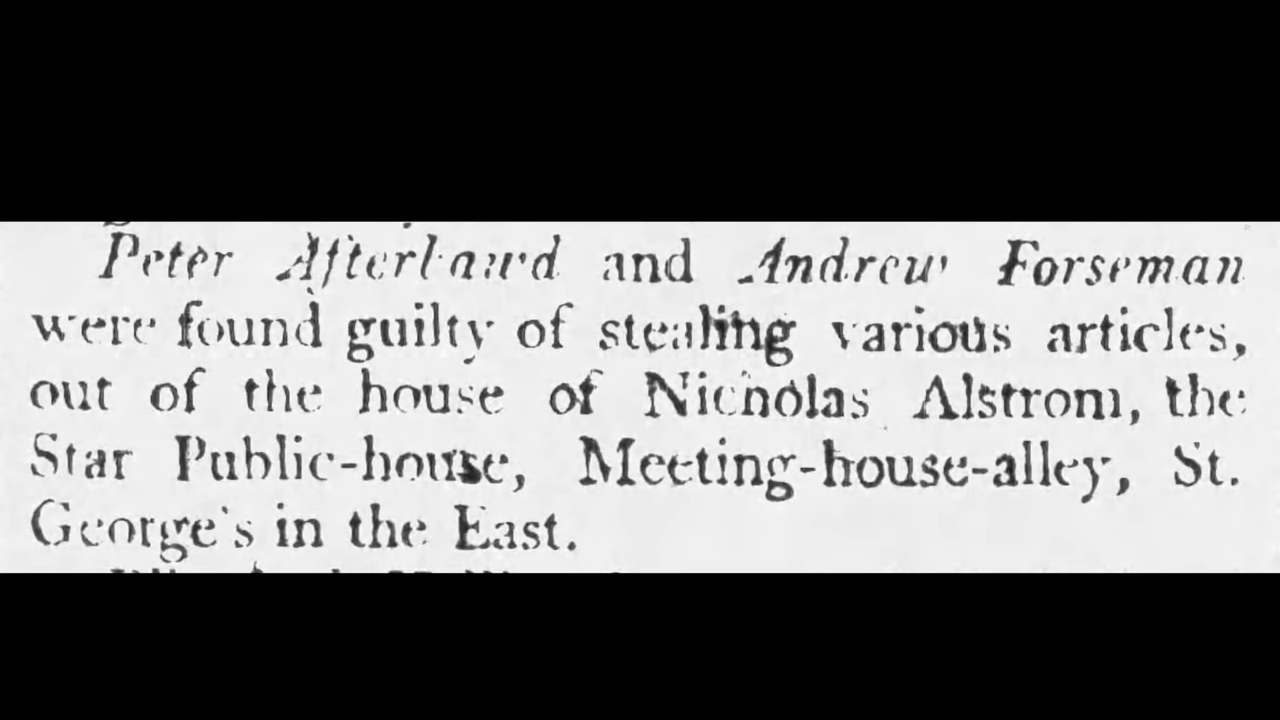 Peter Afterhawd and Andrew Forseman
were found guilty of stealing various articles,
out of the house of Nicholas Alstrom, the
Star Public-house, Meeting-house-alley, St.
George's in the East.